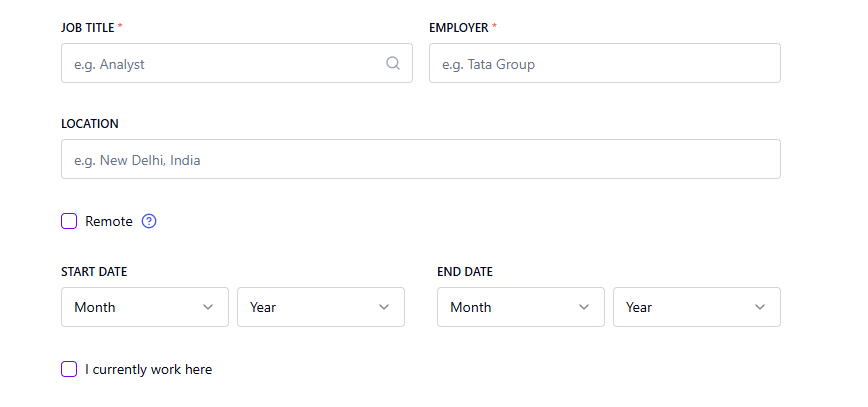 JOB TITLE * EMPLOYER *
e.g. Analyst e.g. Tata Group
LOCATION
e.g. New Delhi, India
Remote ?
START DATE END DATE
Month Year Month Year
I currently work here